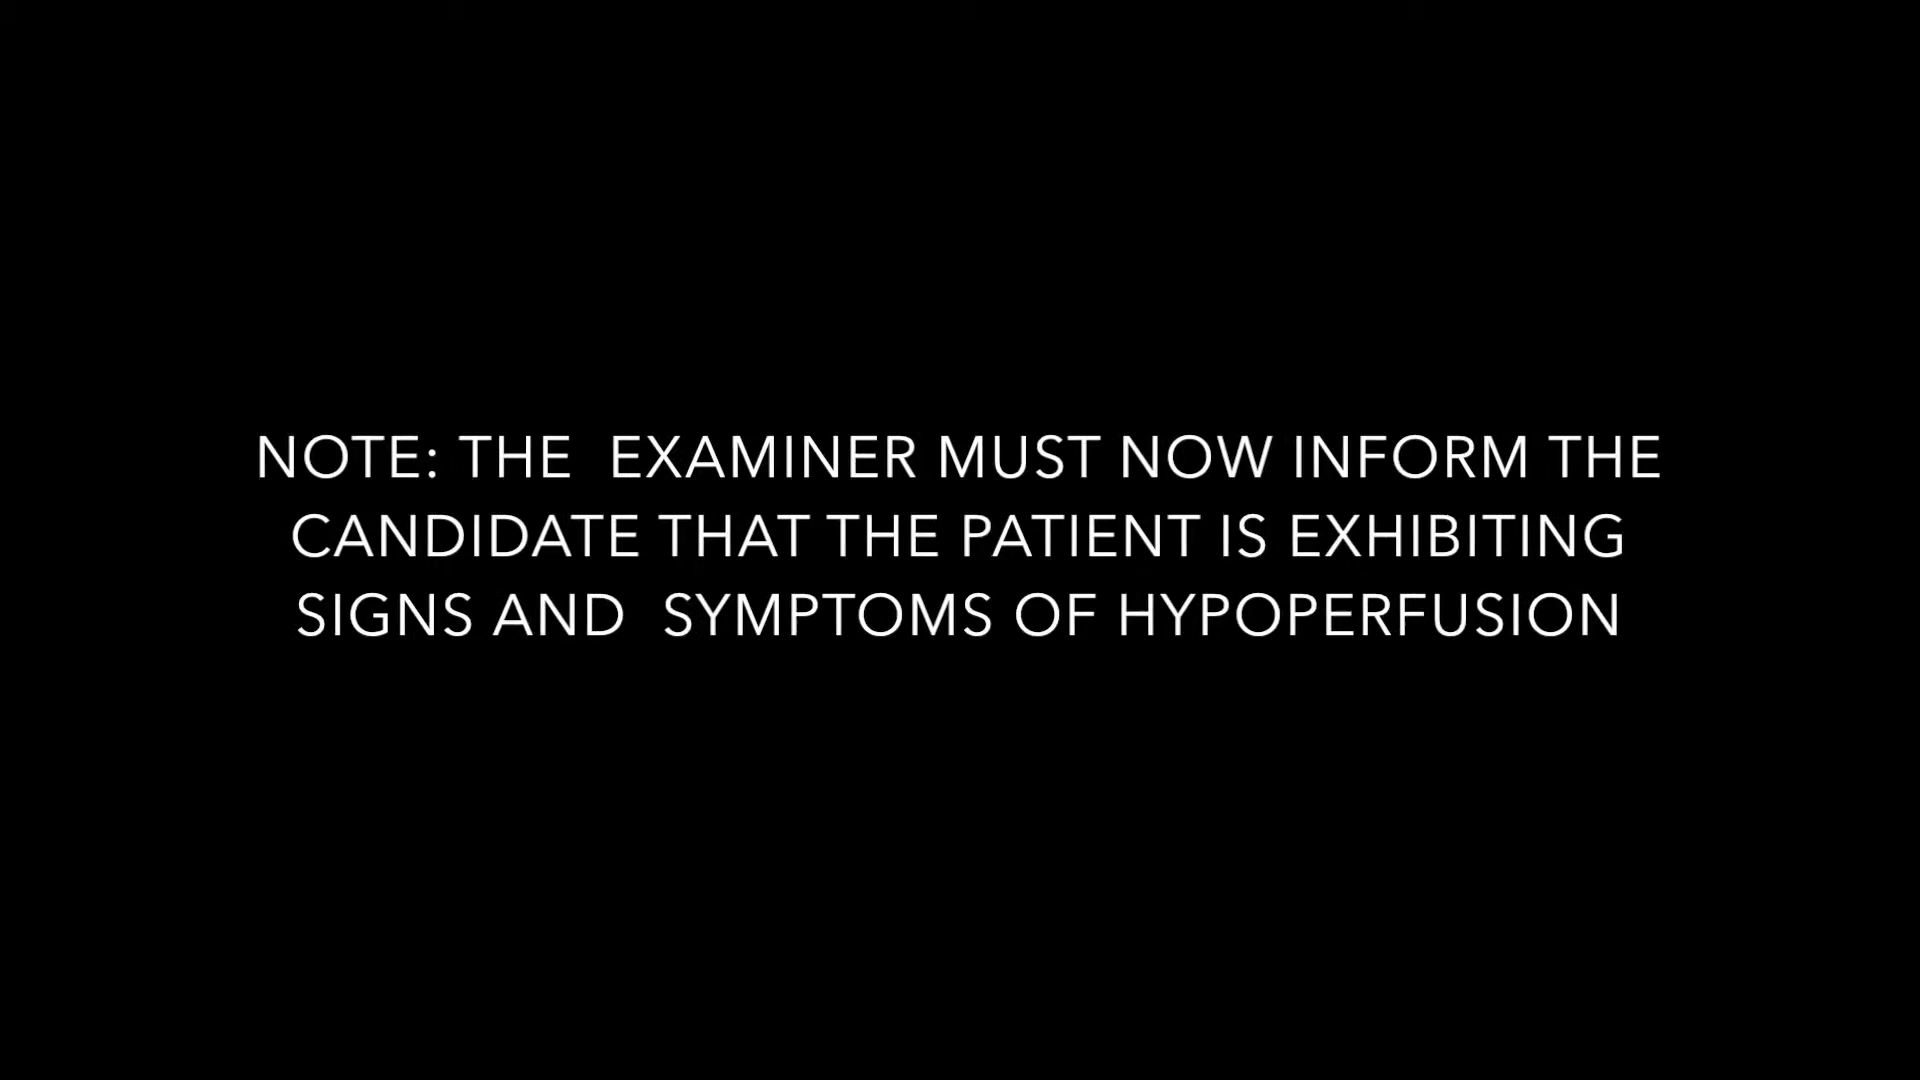 NOTE: THE  EXAMINER MUST NOW INFORM THE
CANDIDATE THAT THE PATIENT IS EXHIBITING
SIGNS AND  SYMPTOMS OF HYPOPERFUSION